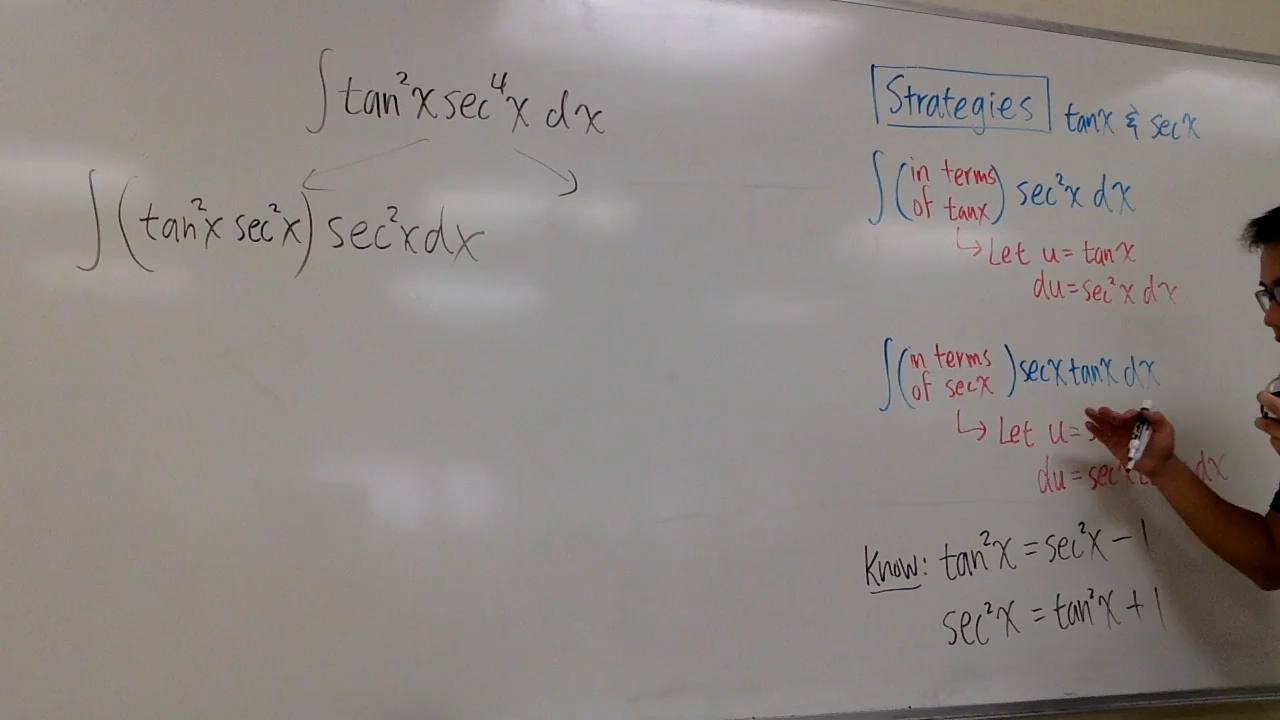 ∫ tan²x sec⁴x dx
∫ (tan²x sec²x) sec²x dx
Strategies tanx & secx
∫ (in terms of tanx) sec²x dx
↳ Let u = tanx
du = sec²x dx
∫ (in terms of secx) secx tanx dx
↳ Let u =
du = sec dx
Know: tan²x = sec²x − 1
sec²x = tan²x + 1